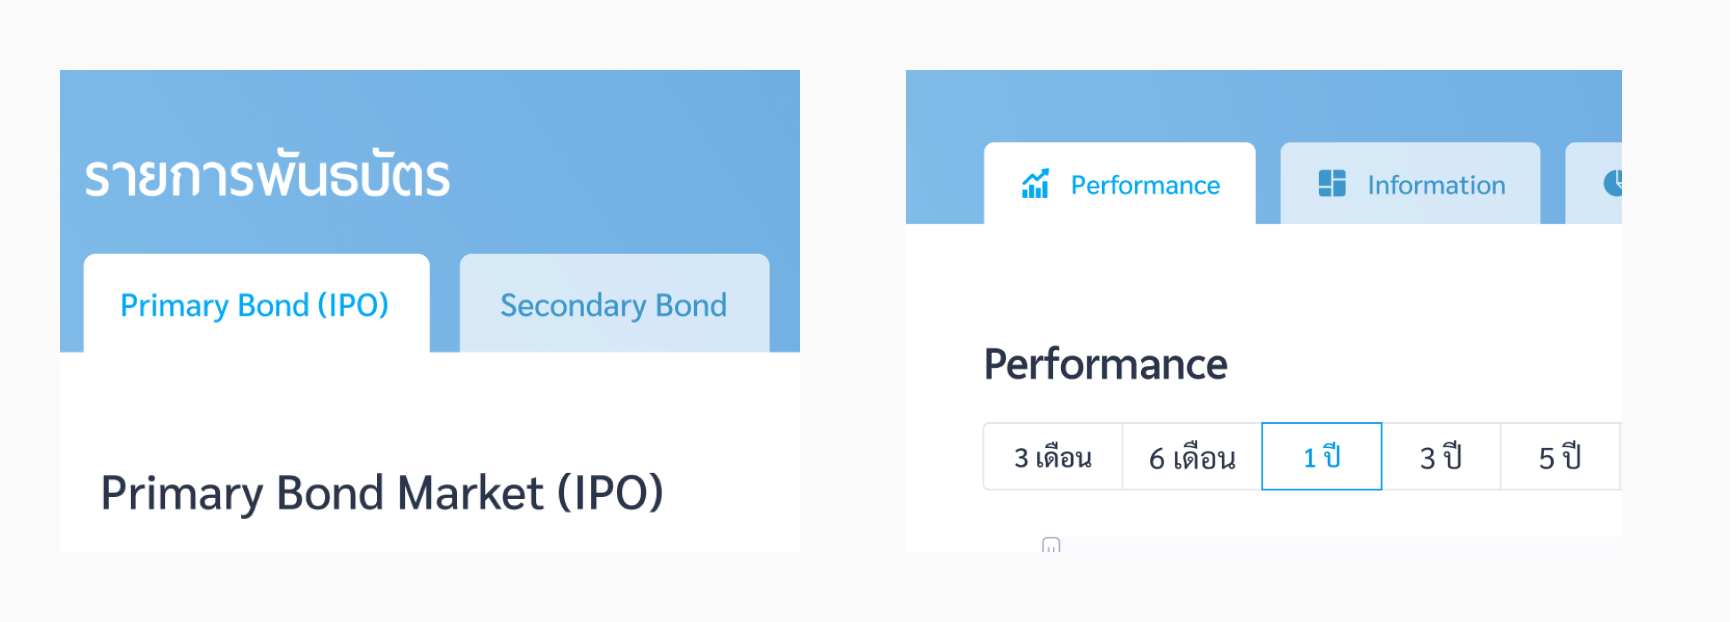 รายการพันธบัตร
Primary Bond (IPO)
Secondary Bond
Primary Bond Market (IPO)
Performance
Information
Performance
3 เดือน
6 เดือน
1 ปี
3 ปี
5 ปี